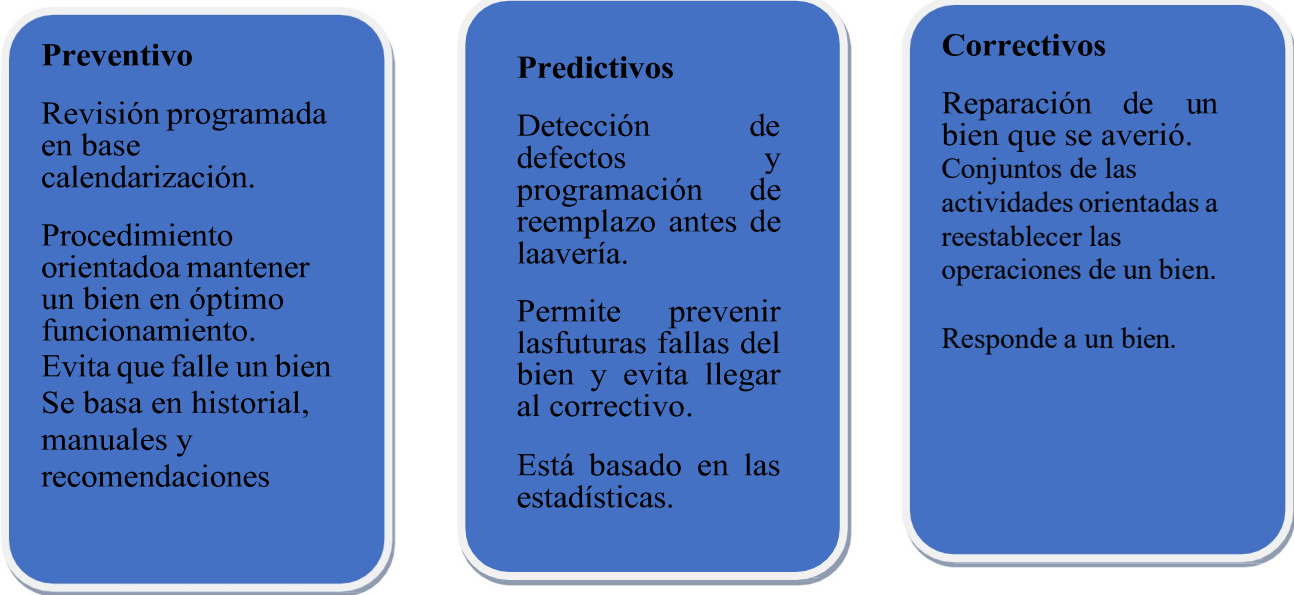 Preventivo
Revisión programada
en base
calendarización.
Procedimiento
orientadoa mantener
un bien en óptimo
funcionamiento.
Evita que falle un bien
Se basa en historial,
manuales y
recomendaciones
Predictivos
Detección de
defectos y
programación de
reemplazo antes de
laavería.
Permite prevenir
lasfuturas fallas del
bien y evita llegar
al correctivo.
Está basado en las
estadísticas.
Correctivos
Reparación de un
bien que se averió.
Conjuntos de las
actividades orientadas a
reestablecer las
operaciones de un bien.
Responde a un bien.